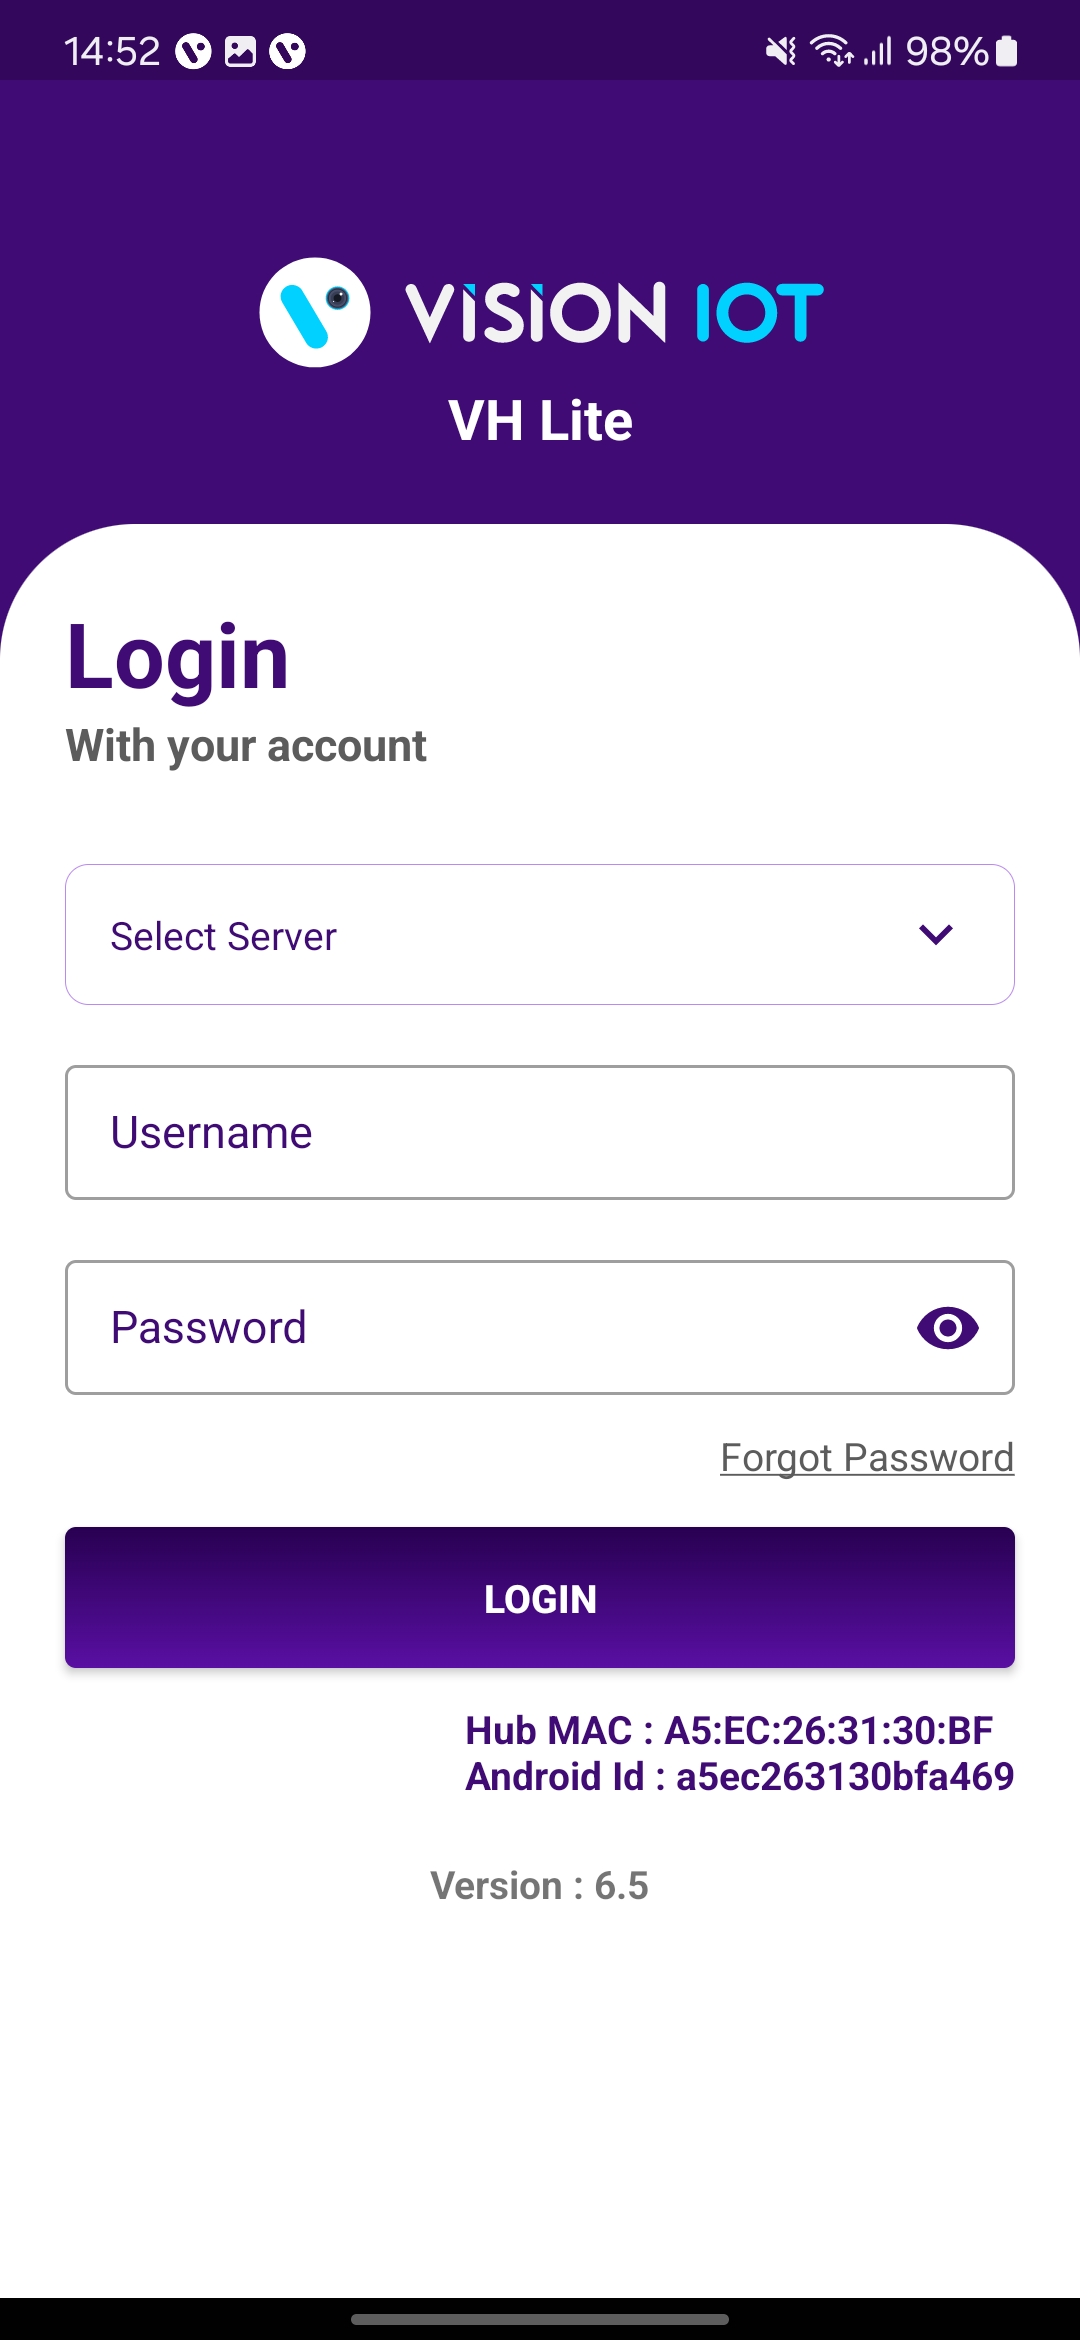 14:52 98%
VISION IOT
VH Lite
Login
With your account
Select Server
Username
Password
Forgot Password
LOGIN
Hub MAC : A5:EC:26:31:30:BF
Android Id : a5ec263130bfa469
Version : 6.5